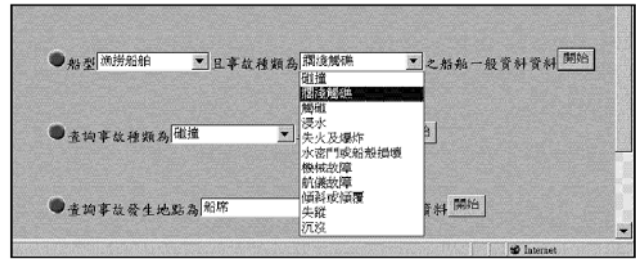 船型 漁撈船舶 且事故種類為 擱淺觸礁 之船舶一般資料資料 開始
碰撞
擱淺觸礁
觸碰
浸水
失火及爆炸
水密門或船殼損壞
機械故障
航儀故障
傾斜或傾覆
失蹤
沉沒
查詢事故種類為 碰撞
查詢事故發生地點為 船席 資料 開始
Internet